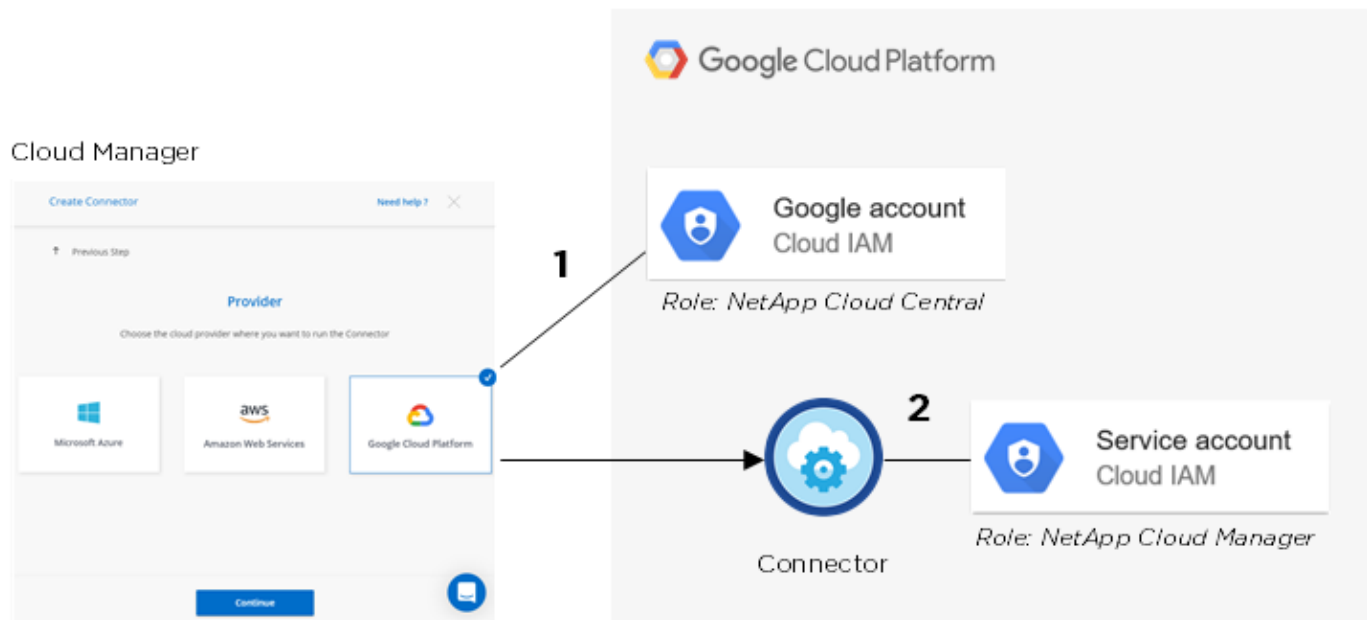 Google Cloud Platform
Cloud Manager
Create Connector
Need help ?
Previous Step
Provider
Choose the cloud provider where you want to run the Connector
Microsoft Azure
aws
Amazon Web Services
Google Cloud Platform
Continue
1
Google account
Cloud IAM
Role: NetApp Cloud Central
Connector
2
Service account
Cloud IAM
Role: NetApp Cloud Manager